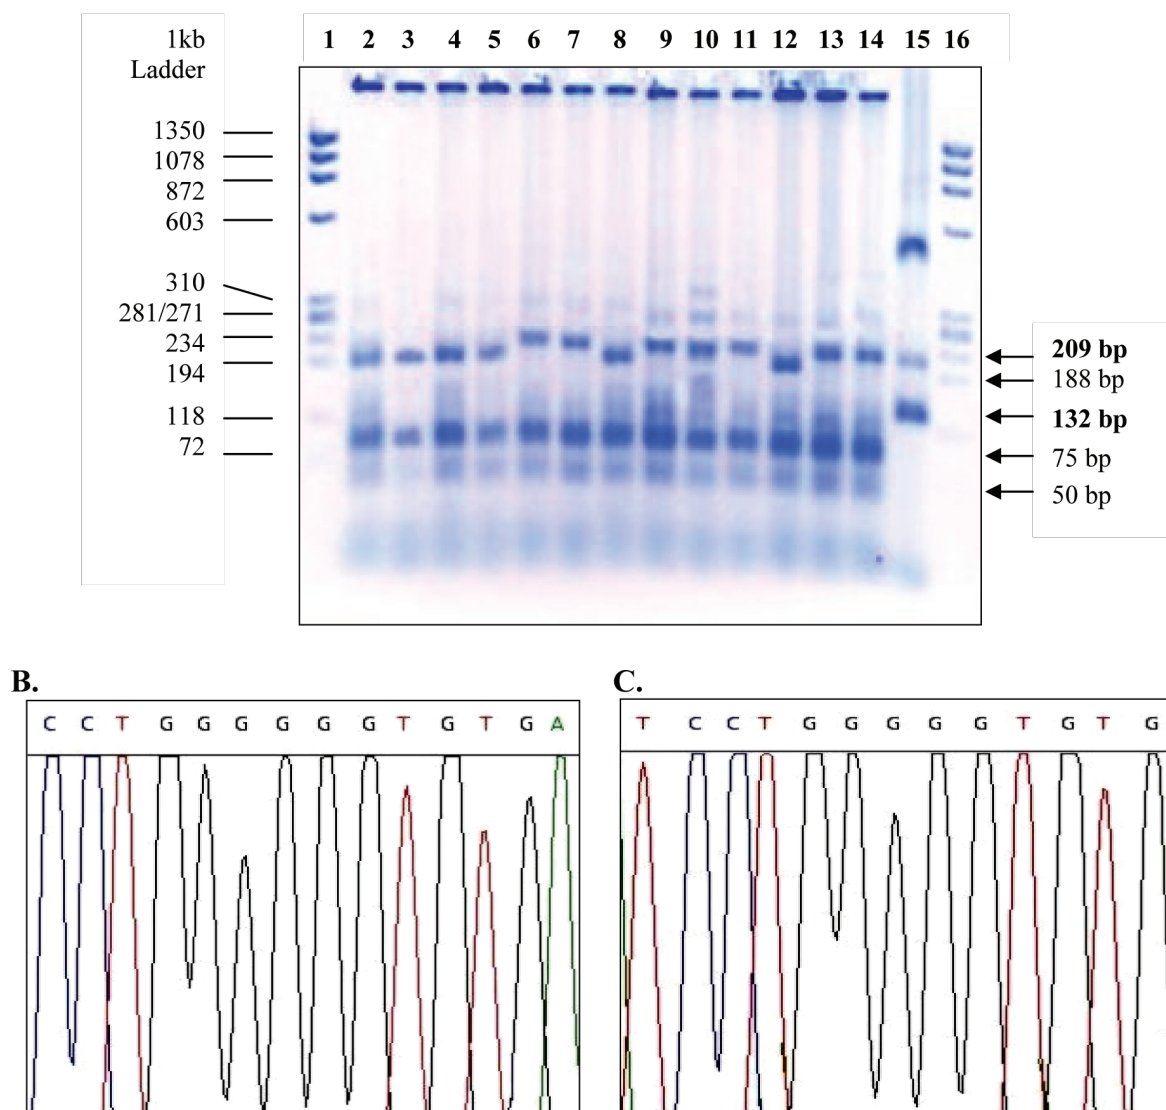 1kb 1 2 3 4 5 6 7 8 9 10 11 12 13 14 15 16
Ladder
1350
1078
872
603
310
281/271
234
194
118
72
209 bp
188 bp
132 bp
75 bp
50 bp
B.
C C T G G G G G G T G T G A
C.
T C C T G G G G G T G T G